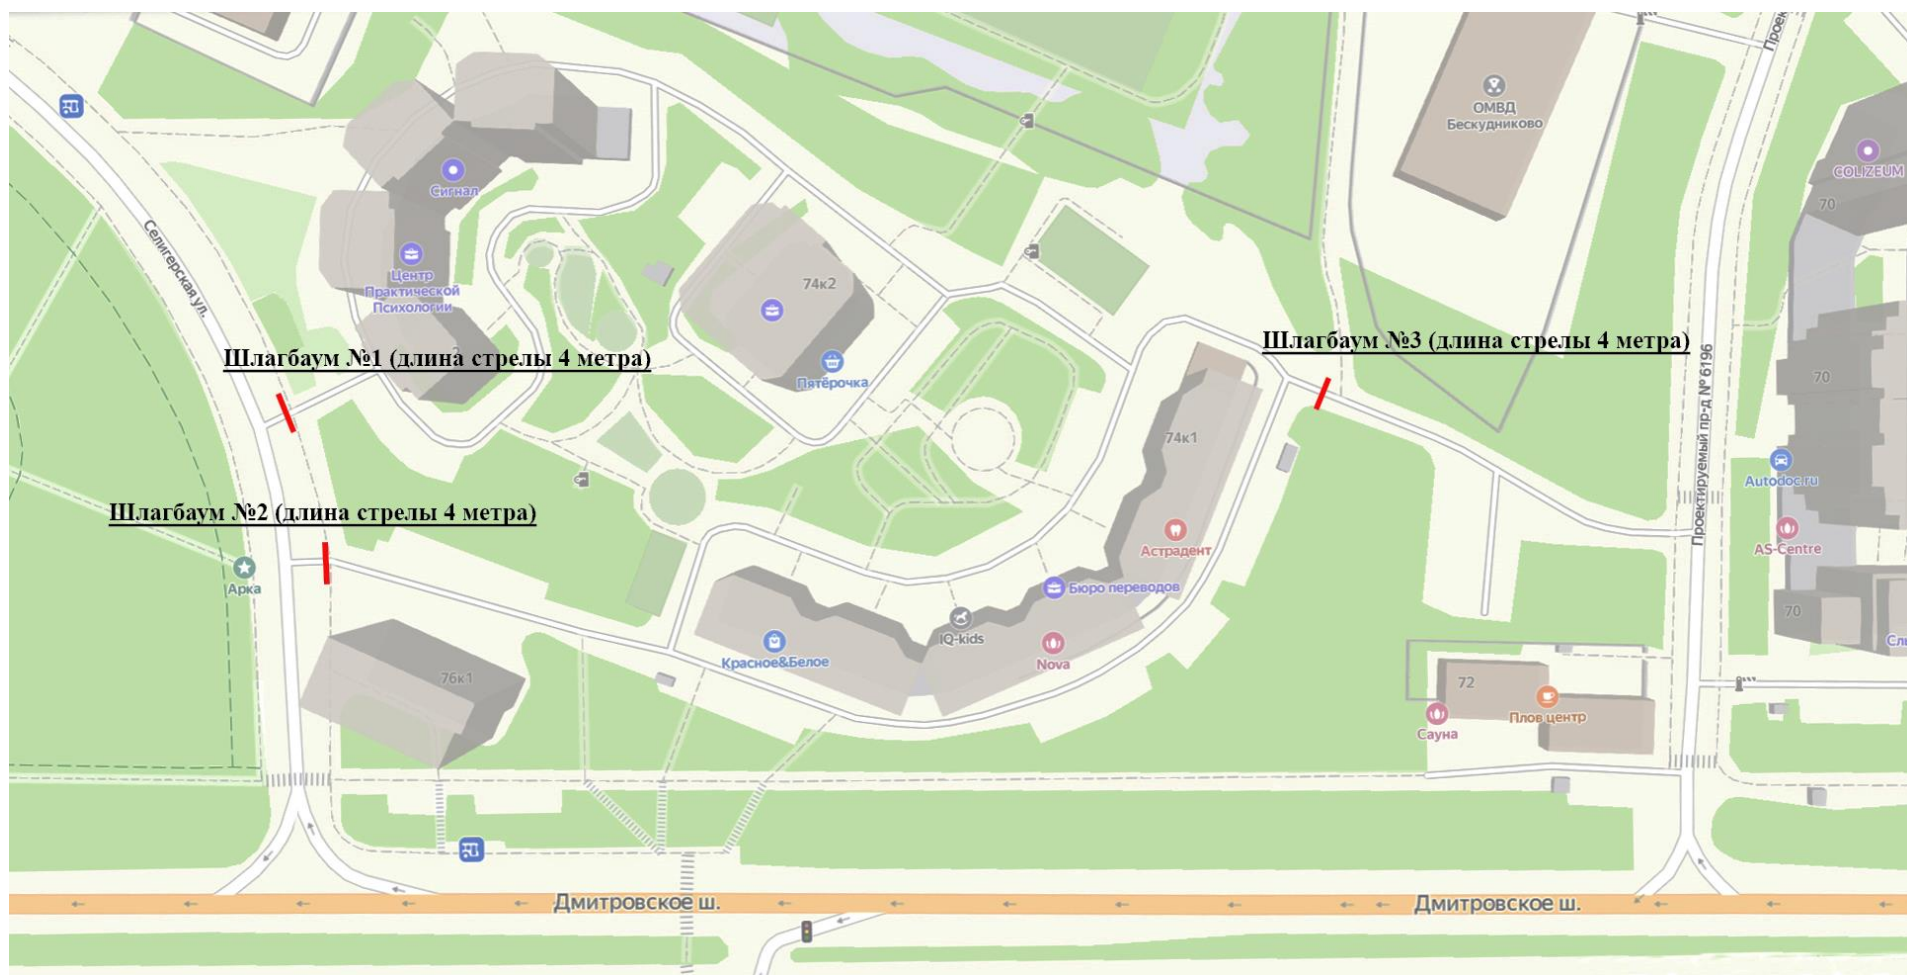 Сигнал
ОМВД
Бескудниково
COLIZEUM
70
Селигерская ул.
Центр
Практической
Психологии
74к2
Шлагбаум №1 (длина стрелы 4 метра)
Шлагбаум №3 (длина стрелы 4 метра)
Пятёрочка
70
74к1
Проектируемый пр-д № 6196
Autodoc.ru
Шлагбаум №2 (длина стрелы 4 метра)
Астрадент
AS-Centre
Арка
Бюро переводов
70
IQ-kids
Красное&Белое
Nova
76к1
72
Плов центр
Сауна
Дмитровское ш.
Дмитровское ш.